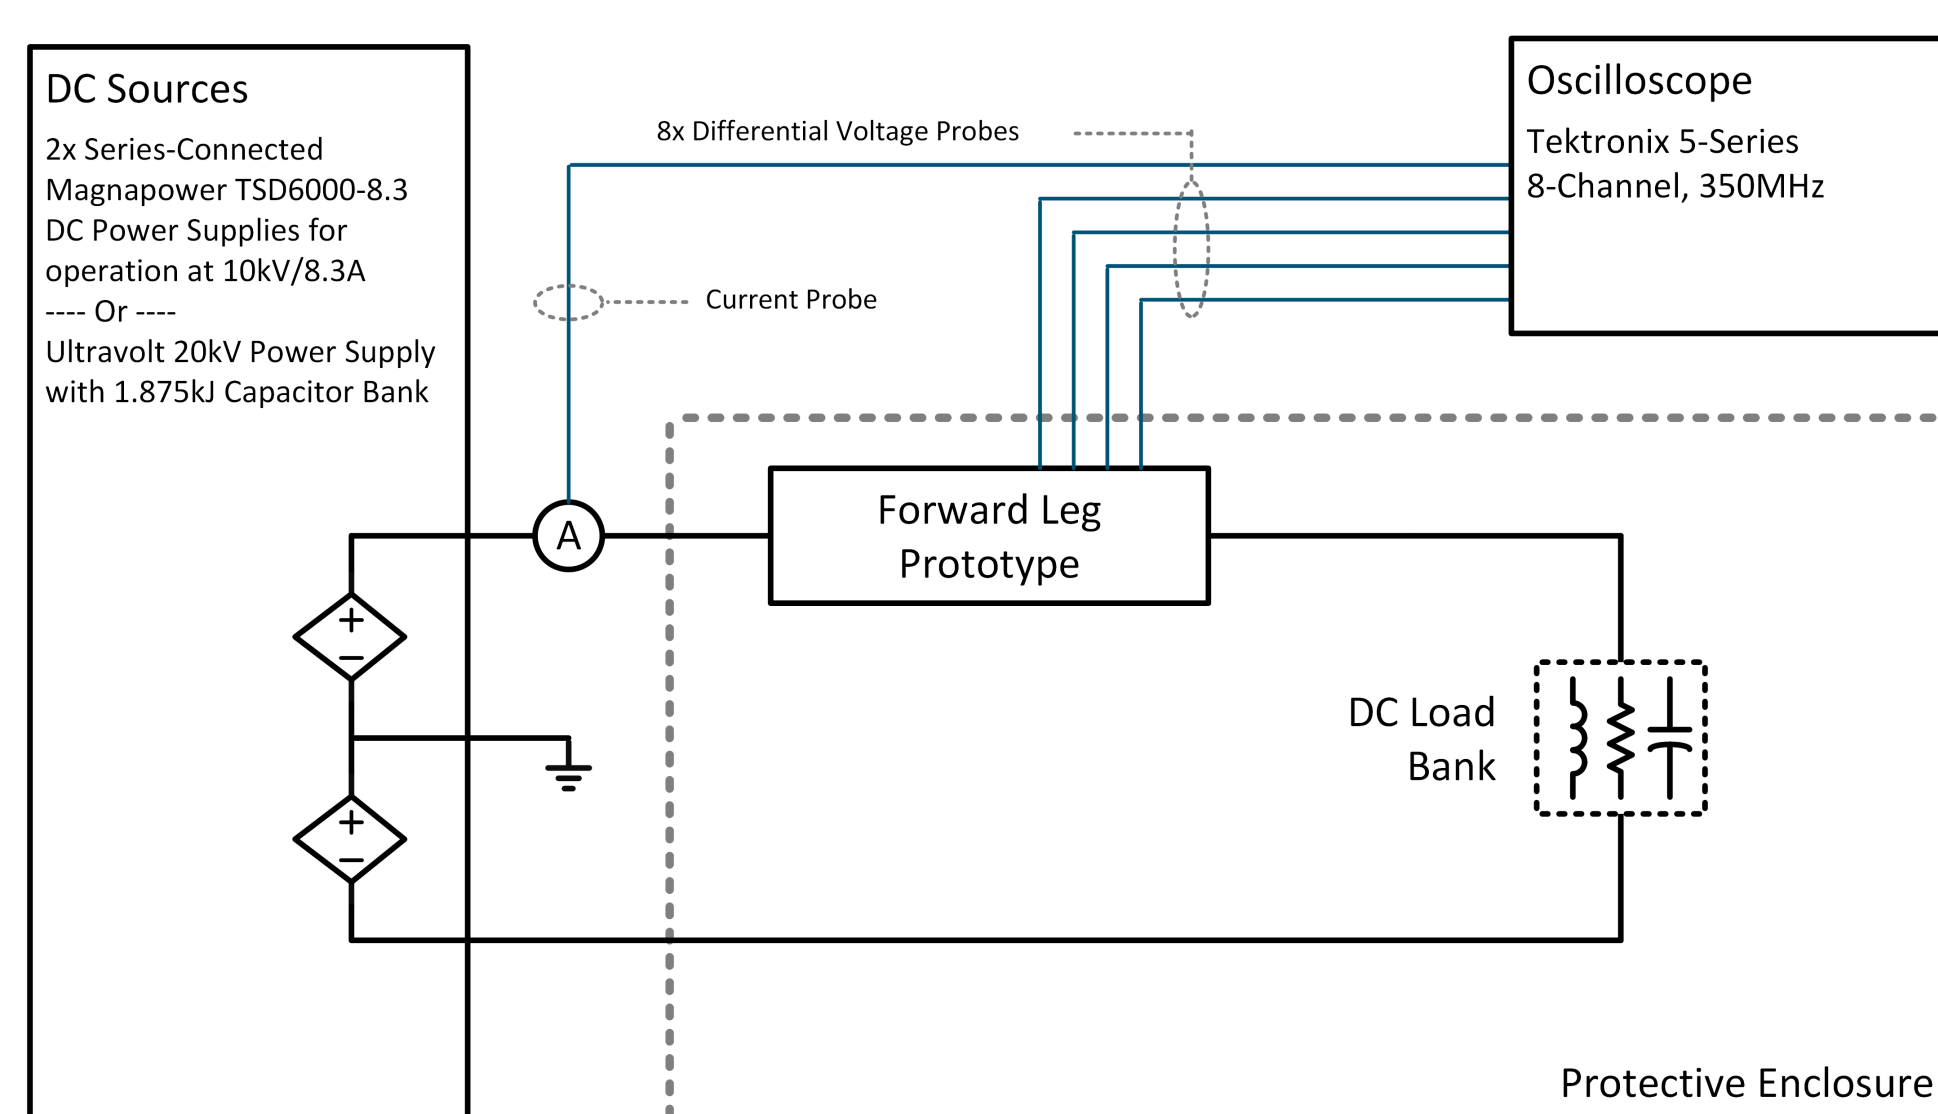 DC Sources
2x Series-Connected
Magnapower TSD6000-8.3
DC Power Supplies for
operation at 10kV/8.3A
---- Or ----
Ultravolt 20kV Power Supply
with 1.875kJ Capacitor Bank
8x Differential Voltage Probes
Current Probe
Oscilloscope
Tektronix 5-Series
8-Channel, 350MHz
A
Forward Leg
Prototype
+
−
+
−
DC Load
Bank
Protective Enclosure